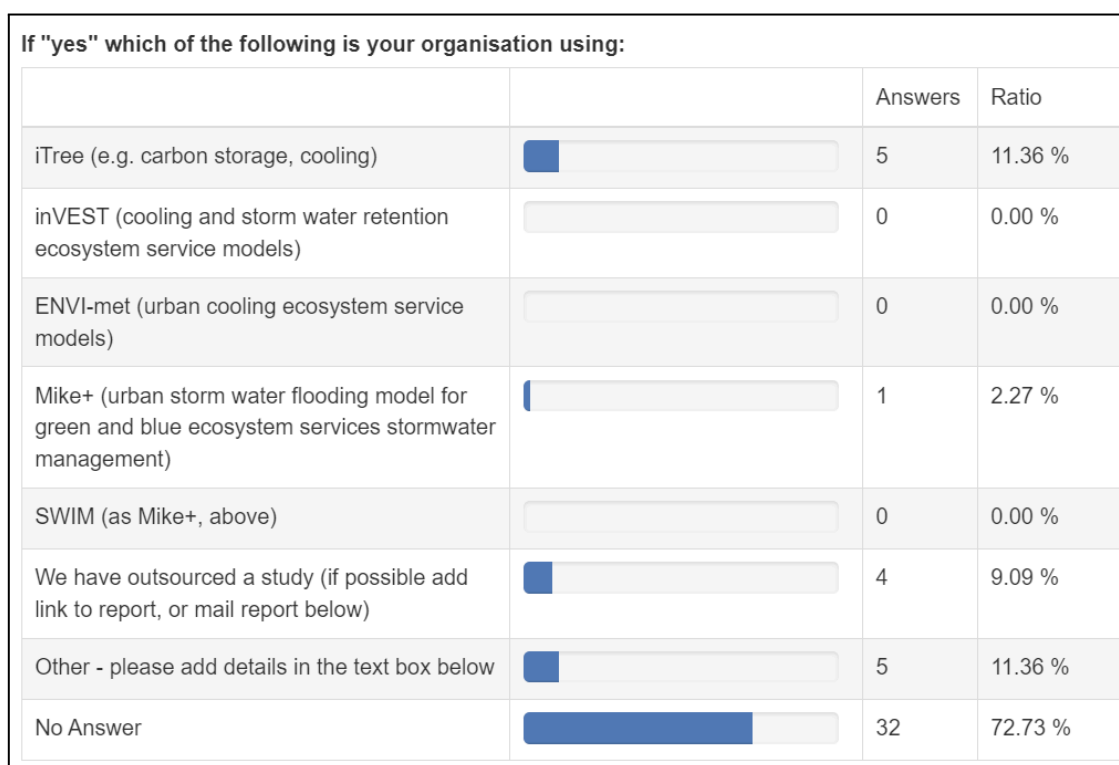 If "yes" which of the following is your organisation using:
Answers Ratio
iTree (e.g. carbon storage, cooling) 5 11.36 %
inVEST (cooling and storm water retention 0 0.00 %
ecosystem service models)
ENVI-met (urban cooling ecosystem service 0 0.00 %
models)
Mike+ (urban storm water flooding model for 1 2.27 %
green and blue ecosystem services stormwater
management)
SWIM (as Mike+, above) 0 0.00 %
We have outsourced a study (if possible add 4 9.09 %
link to report, or mail report below)
Other - please add details in the text box below 5 11.36 %
No Answer 32 72.73 %